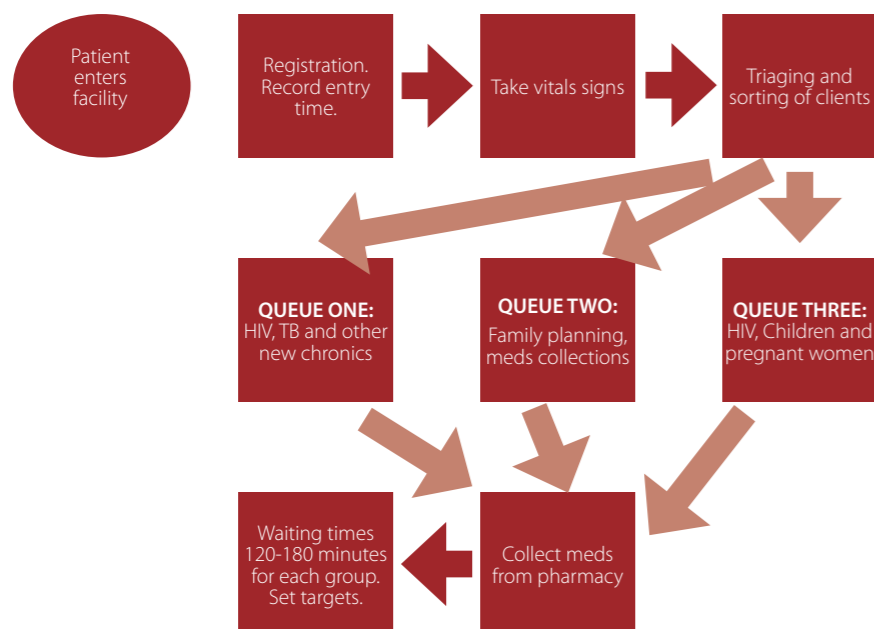 Patient
enters
facility
Registration.
Record entry
time.
Take vitals signs
Triaging and
sorting of clients
QUEUE ONE:
HIV, TB and other
new chronics
QUEUE TWO:
Family planning,
meds collections
QUEUE THREE:
HIV, Children and
pregnant women
Waiting times
120-180 minutes
for each group.
Set targets.
Collect meds
from pharmacy